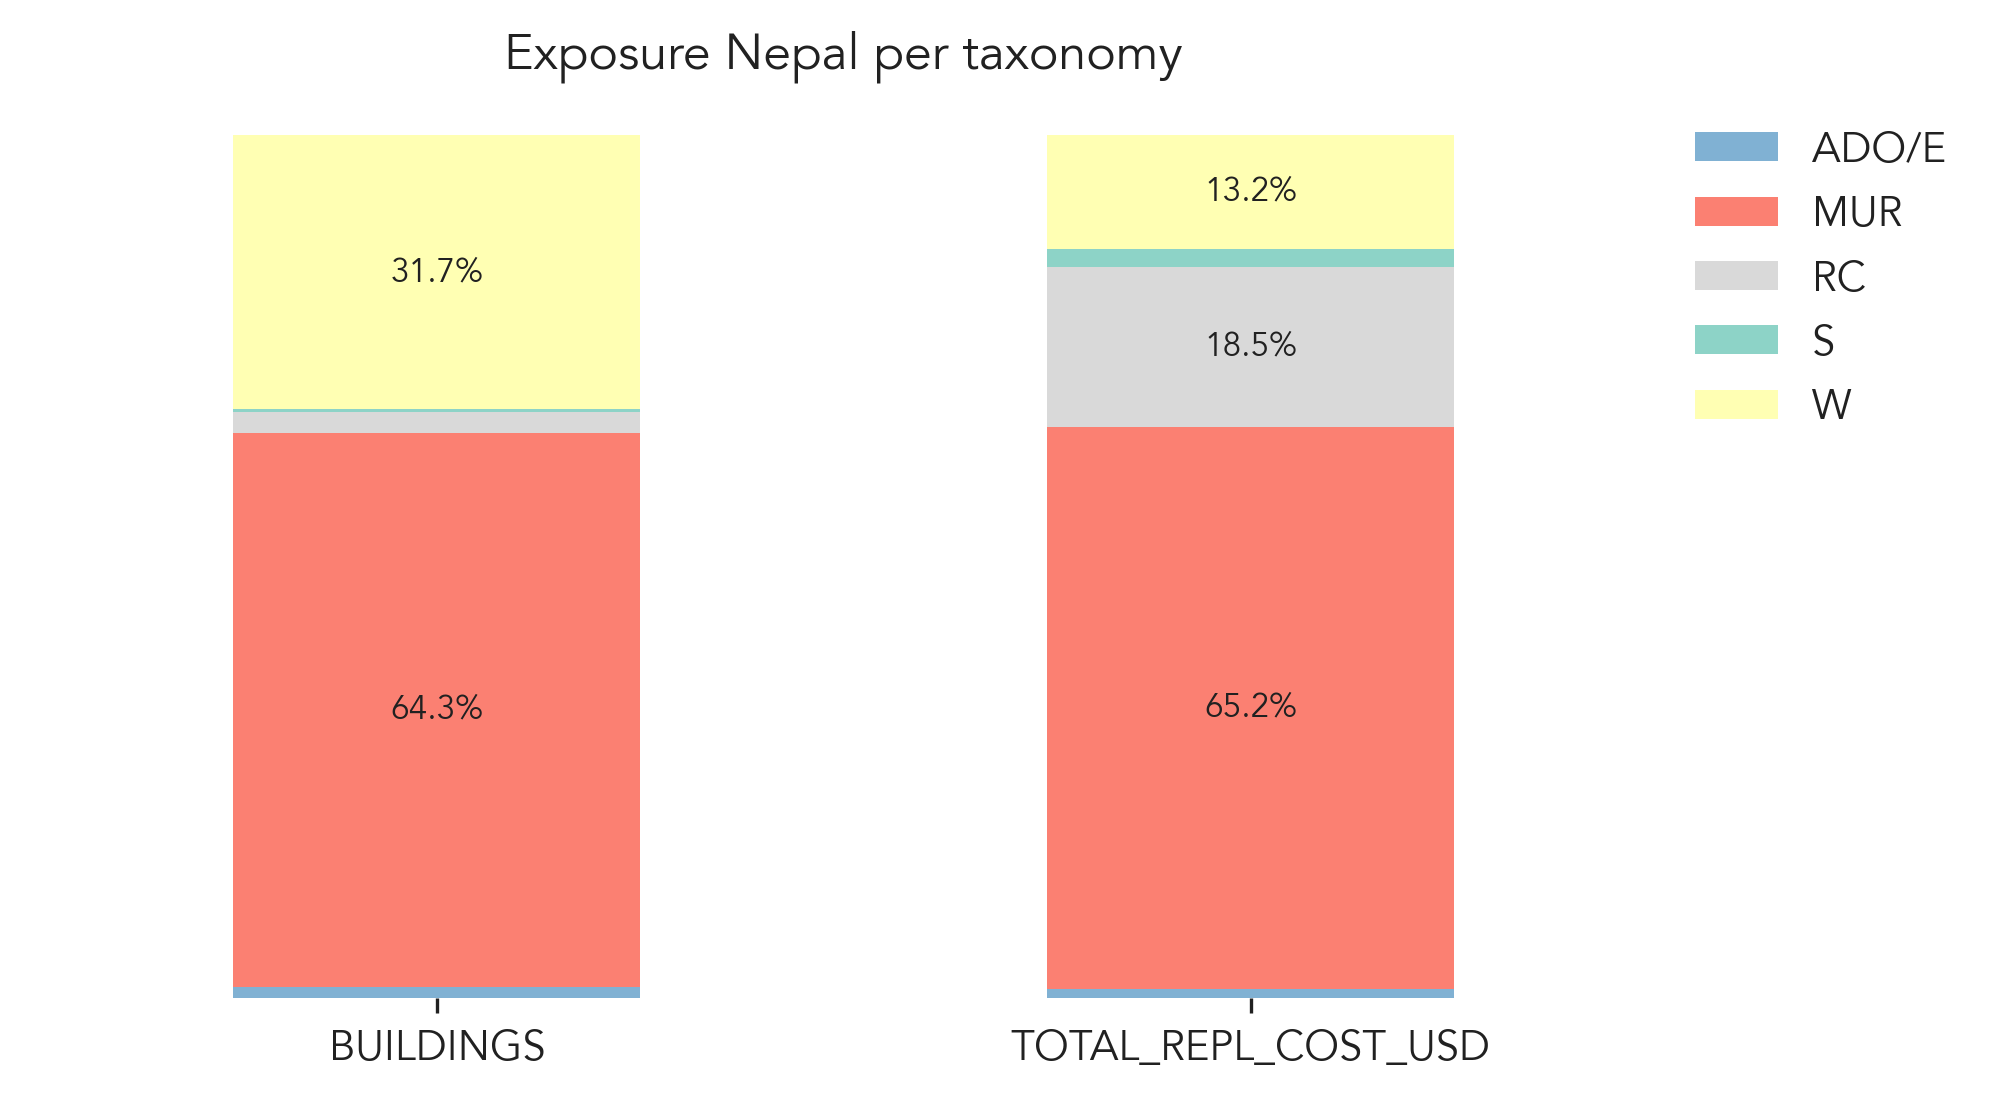 Exposure Nepal per taxonomy
31.7%
64.3%
13.2%
18.5%
65.2%
BUILDINGS
TOTAL_REPL_COST_USD
ADO/E
MUR
RC
S
W